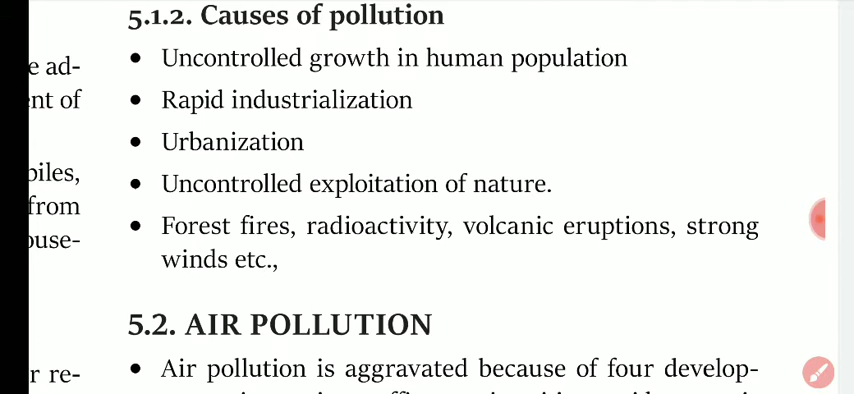 5.1.2. Causes of pollution
• Uncontrolled growth in human population
• Rapid industrialization
• Urbanization
• Uncontrolled exploitation of nature.
• Forest fires, radioactivity, volcanic eruptions, strong
winds etc.,
5.2. AIR POLLUTION
• Air pollution is aggravated because of four develop-
e ad-
nt of
biles,
from
ouse-
r re-